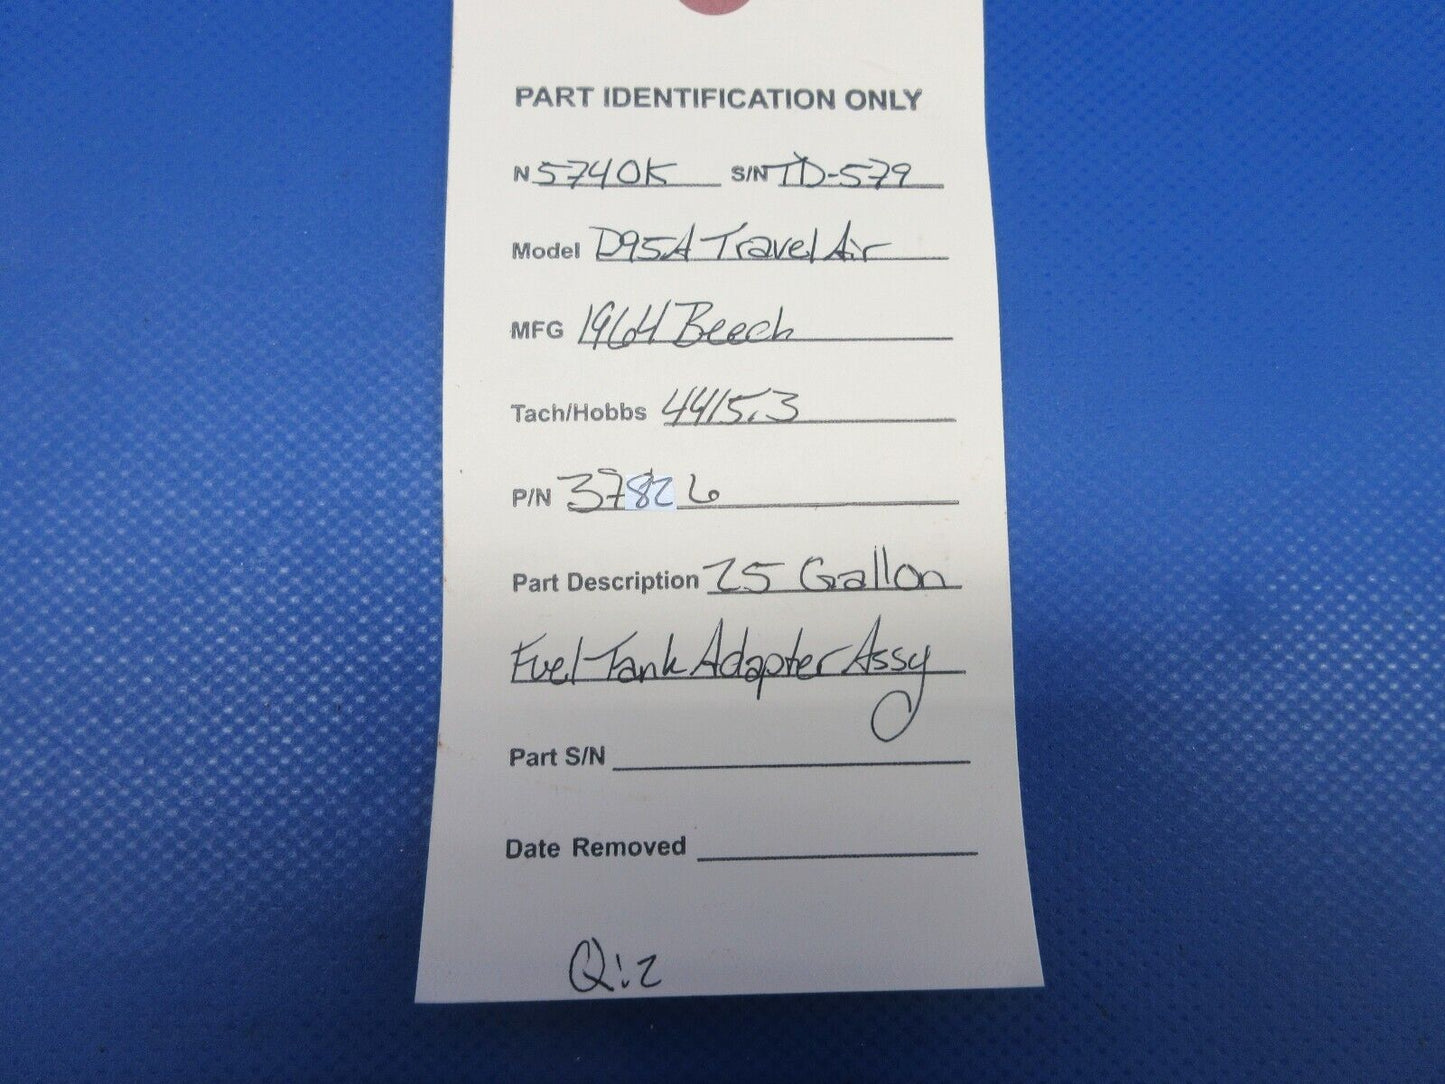 PART IDENTIFICATION ONLY
N 5740K S/N TD-579
Model D95A Travel Air
MFG 1964 Beech
Tach/Hobbs 4415.3
P/N 37826
Part Description 25 Gallon
Fuel Tank Adapter Assy
Part S/N
Date Removed
Q:2